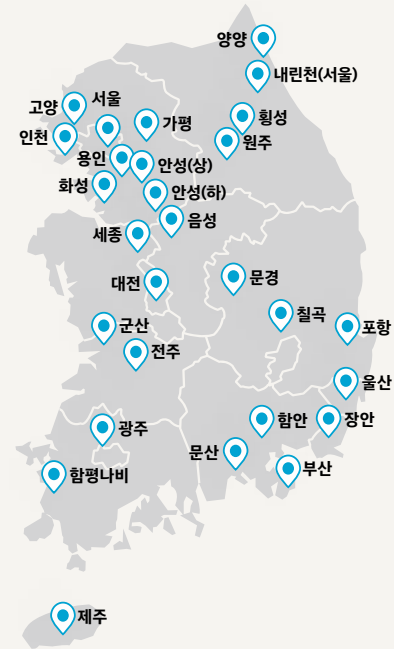 양양
내린천(서울)
고양
서울
가평
횡성
인천
원주
용인
안성(상)
화성
안성(하)
음성
세종
대전
문경
칠곡
군산
포항
전주
울산
광주
함안
장안
문산
부산
함평나비
제주